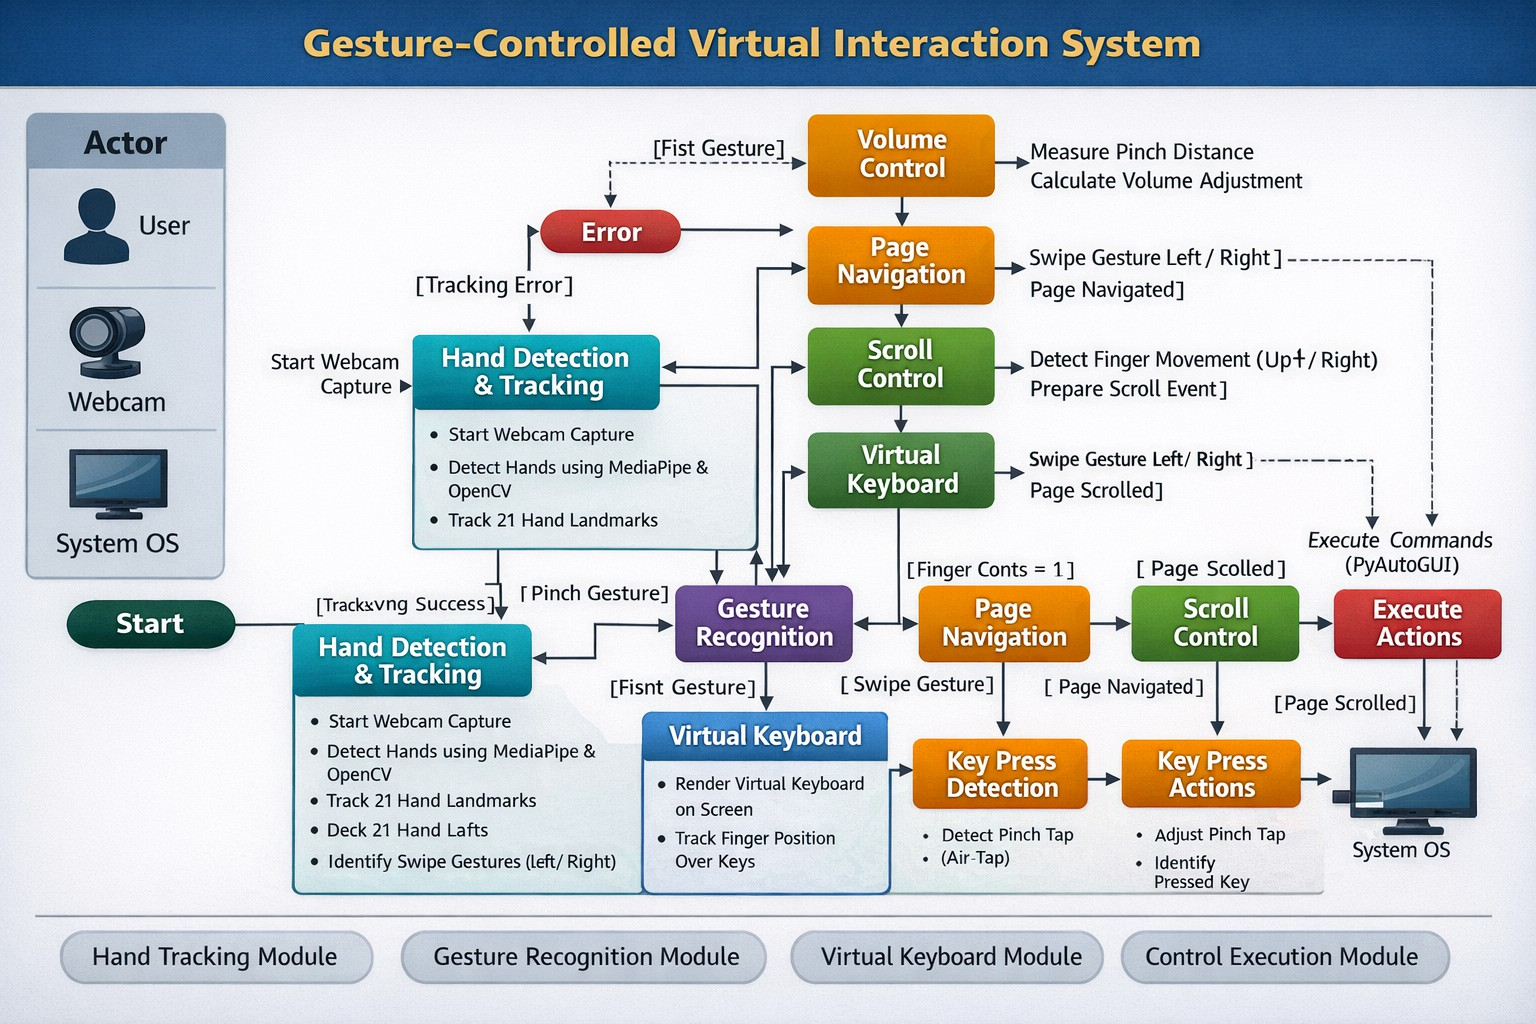 Gesture-Controlled Virtual Interaction System
Actor
User
Webcam
System OS
[Fist Gesture]
Volume
Control
Measure Pinch Distance
Calculate Volume Adjustment
Error
[Tracking Error]
Page
Navigation
Swipe Gesture Left / Right ]
Page Navigated]
Start Webcam
Capture
Hand Detection
& Tracking
• Start Webcam Capture
• Detect Hands using MediaPipe &
OpenCV
• Track 21 Hand Landmarks
Scroll
Control
Detect Finger Movement (Up / Right)
Prepare Scroll Event]
Virtual
Keyboard
Swipe Gesture Left/ Right ]
Page Scrolled]
Execute Commands
(PyAutoGUI)
Start
[Tracksvng Success]
[Pinch Gesture]
Gesture
Recognition
[Finger Conts = 1]
Page
Navigation
[ Page Scolled]
Scroll
Control
Execute
Actions
Hand Detection
& Tracking
• Start Webcam Capture
• Detect Hands using MediaPipe &
OpenCV
• Track 21 Hand Landmarks
• Deck 21 Hand Lafts
• Identify Swipe Gestures (left/ Right)
[Fisnt Gesture]
[ Swipe Gesture]
[ Page Navigated]
[Page Scrolled]
Virtual Keyboard
• Render Virtual Keyboard
on Screen
• Track Finger Position
Over Keys
Key Press
Detection
• Detect Pinch Tap
• (Air-Tap)
Key Press
Actions
• Adjust Pinch Tap
• Identify
Pressed Key
System OS
Hand Tracking Module
Gesture Recognition Module
Virtual Keyboard Module
Control Execution Module